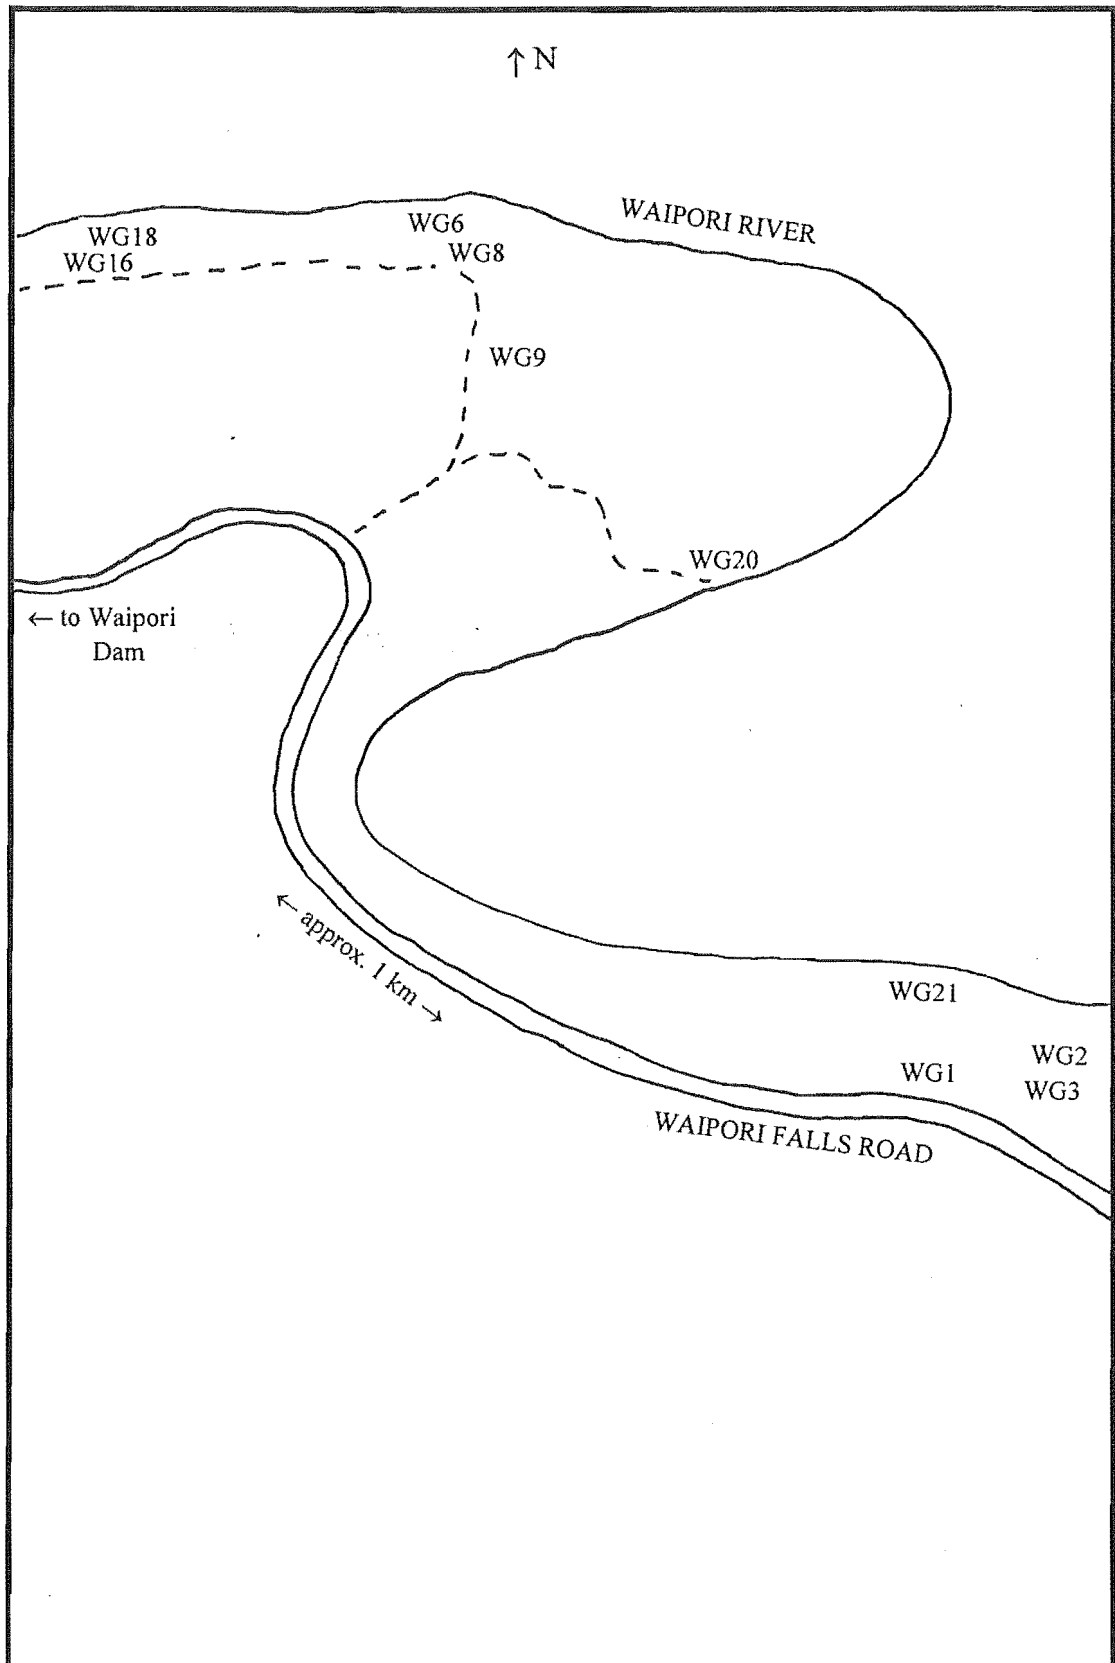 ↑ N
WAIPORI RIVER
WG6
WG18
WG8
WG16
WG9
WG20
← to Waipori
Dam
← approx. 1 km →
WG21
WG2
WG1
WG3
WAIPORI FALLS ROAD